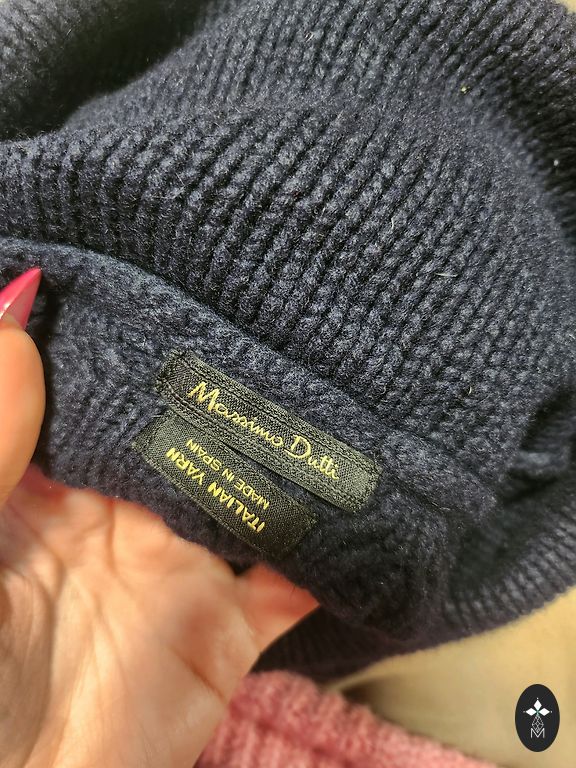 Massimo Dutti
ITALIAN YARN
MADE IN SPAIN